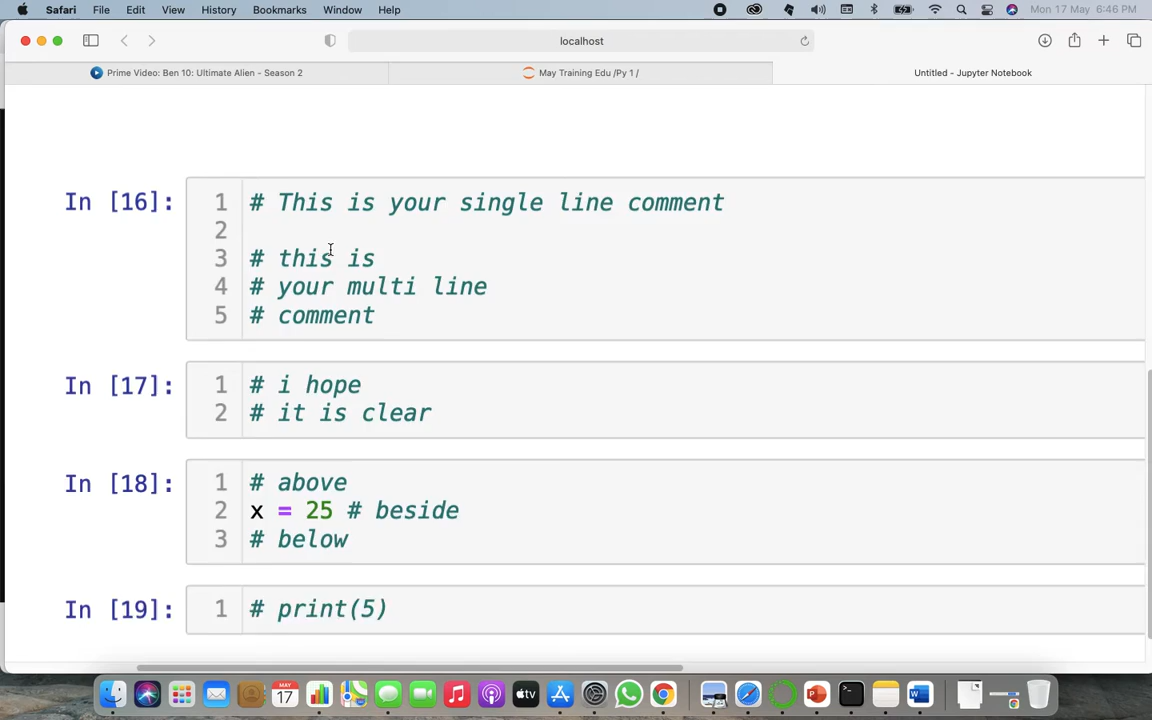 Safari File Edit View History Bookmarks Window Help Mon 17 May 6:46 PM
localhost
Prime Video: Ben 10: Ultimate Alien - Season 2 May Training Edu /Py 1 / Untitled - Jupyter Notebook
In [16]: 1 # This is your single line comment
2
3 # this is
4 # your multi line
5 # comment
In [17]: 1 # i hope
2 # it is clear
In [18]: 1 # above
2 x = 25 # beside
3 # below
In [19]: 1 # print(5)
MAY
17
tv